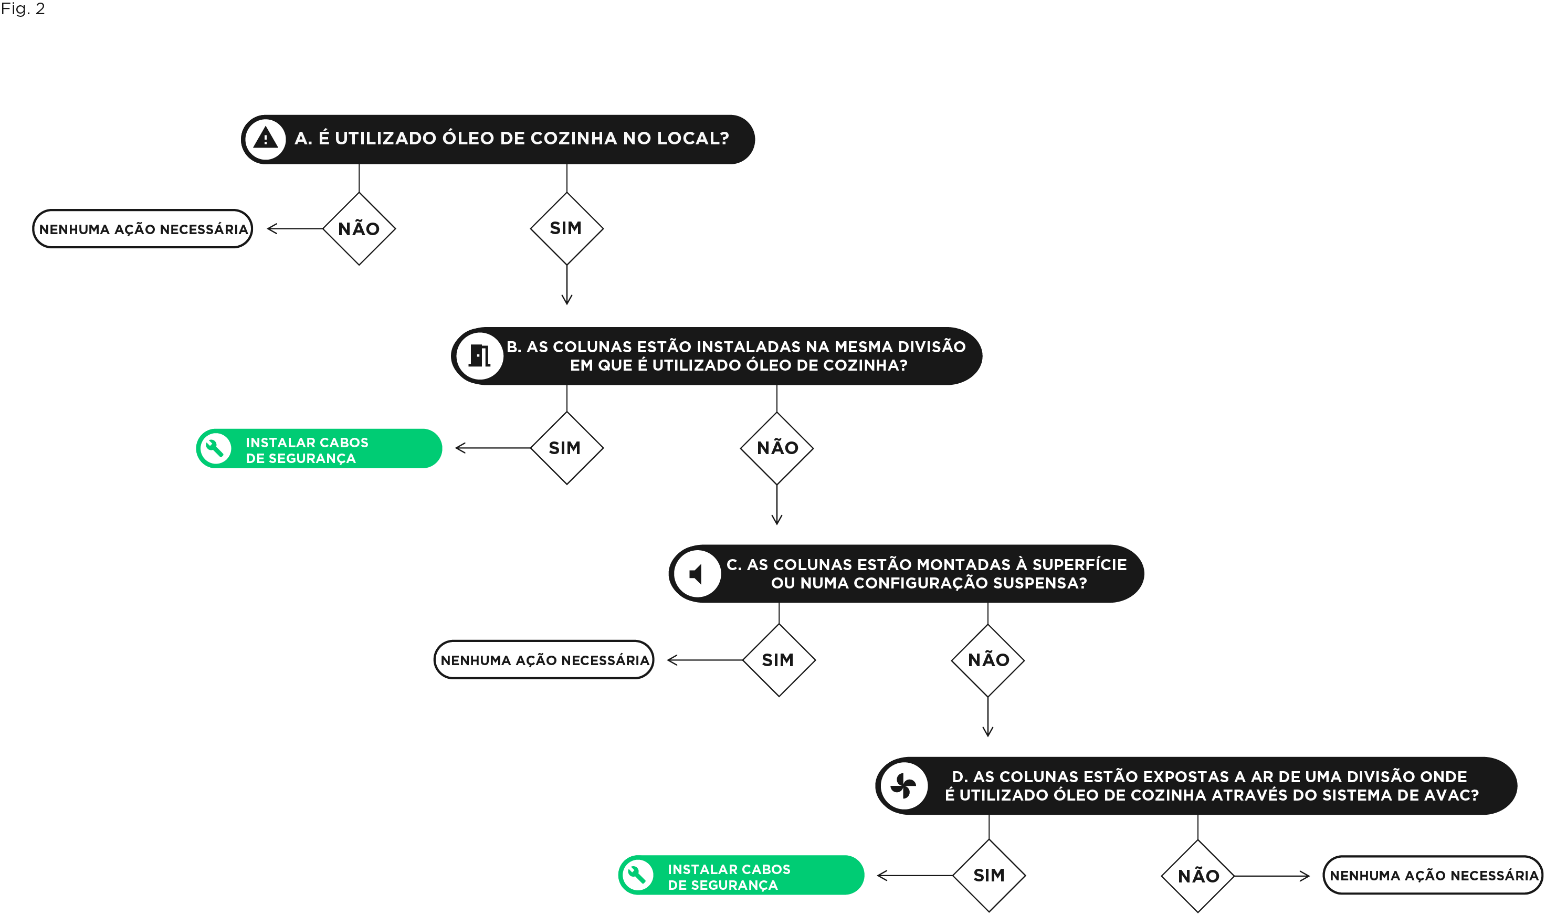 Fig. 2
A. É UTILIZADO ÓLEO DE COZINHA NO LOCAL?
NENHUMA AÇÃO NECESSÁRIA
NÃO
SIM
B. AS COLUNAS ESTÃO INSTALADAS NA MESMA DIVISÃO
EM QUE É UTILIZADO ÓLEO DE COZINHA?
INSTALAR CABOS
DE SEGURANÇA
SIM
NÃO
C. AS COLUNAS ESTÃO MONTADAS À SUPERFÍCIE
OU NUMA CONFIGURAÇÃO SUSPENSA?
NENHUMA AÇÃO NECESSÁRIA
SIM
NÃO
D. AS COLUNAS ESTÃO EXPOSTAS A AR DE UMA DIVISÃO ONDE
É UTILIZADO ÓLEO DE COZINHA ATRAVÉS DO SISTEMA DE AVAC?
INSTALAR CABOS
DE SEGURANÇA
SIM
NÃO
NENHUMA AÇÃO NECESSÁRIA